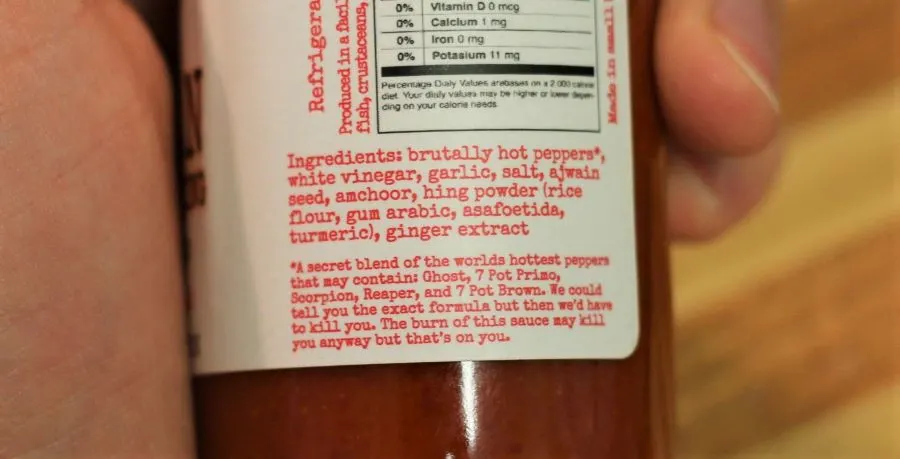 Refrigera
Produced in a facil
fish, crustaceans,
0% Vitamin D 0 mcg
0% Calcium 1 mg
0% Iron 0 mg
0% Potasium 11 mg
Percentage Dialy Values arebases on a 2 000 calorie
diet. Your dialy values may be higher or lower depen-
ding on your calorie needs.
Made in small
Ingredients: brutally hot peppers*,
white vinegar, garlic, salt, ajwain
seed, amchoor, hing powder (rice
flour, gum arabic, asafoetida,
turmeric), ginger extract
*A secret blend of the worlds hottest peppers
that may contain: Ghost, 7 Pot Primo,
Scorpion, Reaper, and 7 Pot Brown. We could
tell you the exact formula but then we'd have
to kill you. The burn of this sauce may kill
you anyway but that's on you.